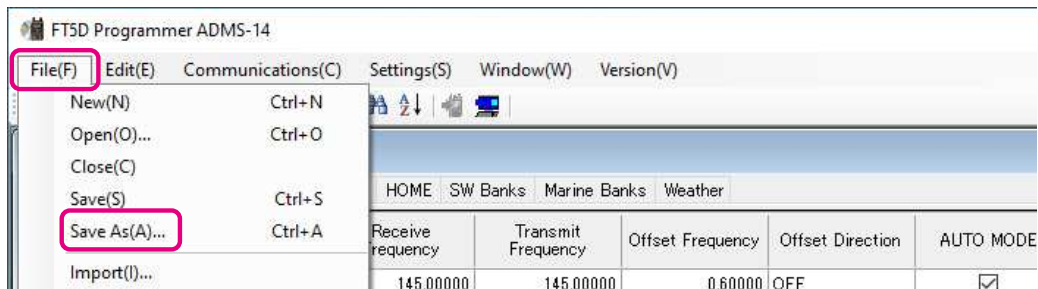 FT5D Programmer ADMS-14
File(F) Edit(E) Communications(C) Settings(S) Window(W) Version(V)
New(N) Ctrl+N
Open(O)... Ctrl+O
Close(C)
Save(S) Ctrl+S
Save As(A)... Ctrl+A
Import(I)...
HOME SW Banks Marine Banks Weather
Receive Transmit Offset Frequency Offset Direction AUTO MODE
Frequency
145.00000 145.00000 0.60000 OFF